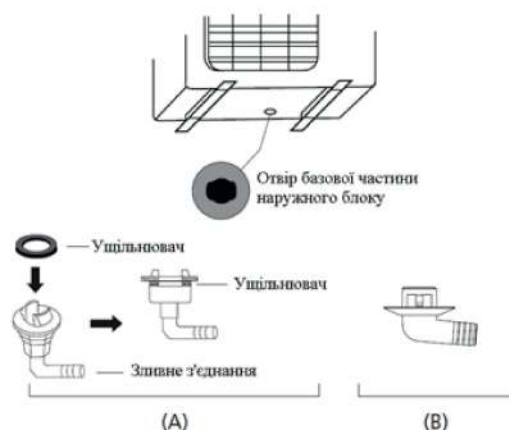 Отвір базової частини
наружного блоку
Ущільнювач
Ущільнювач
Зливне з'єднання
(A)
(B)